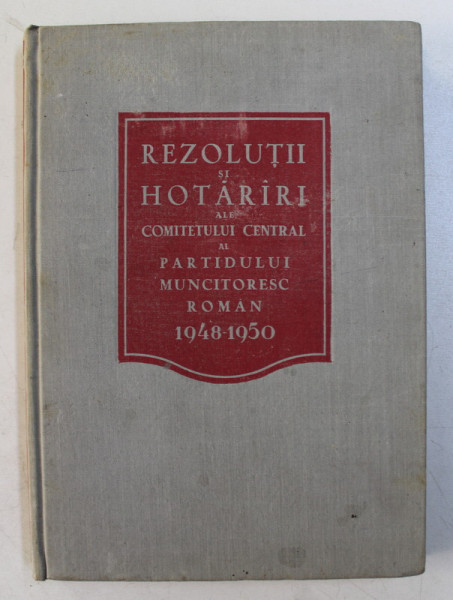 REZOLUȚII
ȘI
HOTĂRÎRI
ALE
COMITETULUI CENTRAL
AL
PARTIDULUI
MUNCITORESC
ROMÂN
1948-1950